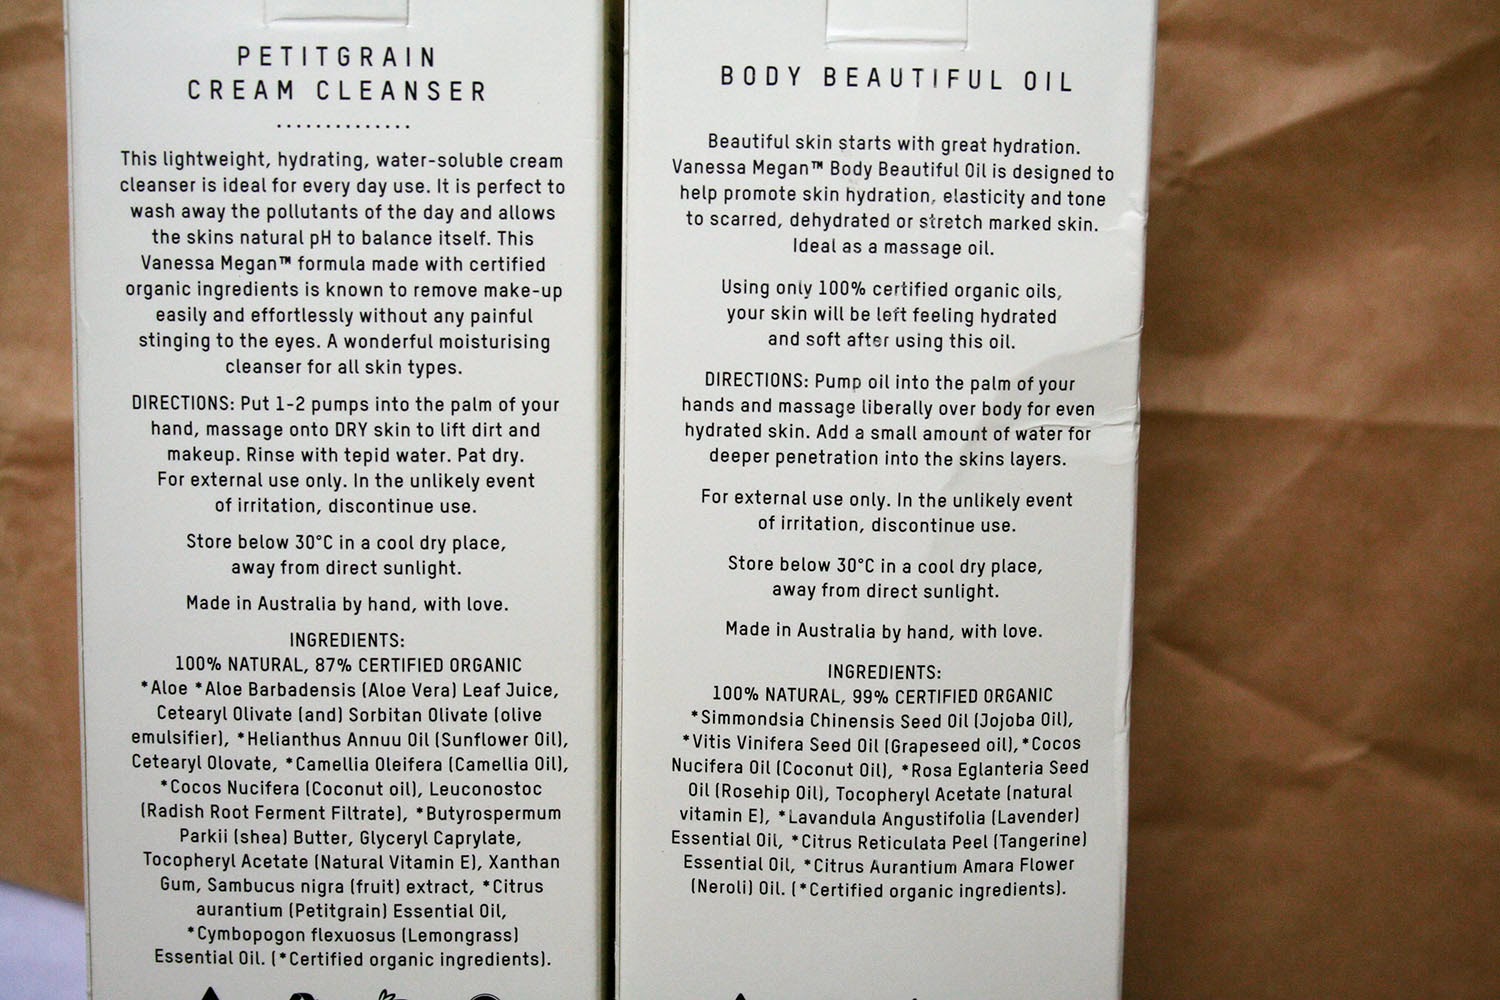 PETITGRAIN
CREAM CLEANSER
..............
This lightweight, hydrating, water-soluble cream
cleanser is ideal for every day use. It is perfect to
wash away the pollutants of the day and allows
the skins natural pH to balance itself. This
Vanessa Megan™ formula made with certified
organic ingredients is known to remove make-up
easily and effortlessly without any painful
stinging to the eyes. A wonderful moisturising
cleanser for all skin types.
DIRECTIONS: Put 1-2 pumps into the palm of your
hand, massage onto DRY skin to lift dirt and
makeup. Rinse with tepid water. Pat dry.
For external use only. In the unlikely event
of irritation, discontinue use.
Store below 30°C in a cool dry place,
away from direct sunlight.
Made in Australia by hand, with love.
INGREDIENTS:
100% NATURAL, 87% CERTIFIED ORGANIC
*Aloe *Aloe Barbadensis (Aloe Vera) Leaf Juice,
Cetearyl Olivate (and) Sorbitan Olivate (olive
emulsifier), *Helianthus Annuu Oil (Sunflower Oil),
Cetearyl Olovate, *Camellia Oleifera (Camellia Oil),
*Cocos Nucifera (Coconut oil), Leuconostoc
(Radish Root Ferment Filtrate), *Butyrospermum
Parkii (shea) Butter, Glyceryl Caprylate,
Tocopheryl Acetate (Natural Vitamin E), Xanthan
Gum, Sambucus nigra (fruit) extract, *Citrus
aurantium (Petitgrain) Essential Oil,
*Cymbopogon flexuosus (Lemongrass)
Essential Oil. (*Certified organic ingredients).
BODY BEAUTIFUL OIL
Beautiful skin starts with great hydration.
Vanessa Megan™ Body Beautiful Oil is designed to
help promote skin hydration, elasticity and tone
to scarred, dehydrated or stretch marked skin.
Ideal as a massage oil.
Using only 100% certified organic oils,
your skin will be left feeling hydrated
and soft after using this oil.
DIRECTIONS: Pump oil into the palm of your
hands and massage liberally over body for even
hydrated skin. Add a small amount of water for
deeper penetration into the skins layers.
For external use only. In the unlikely event
of irritation, discontinue use.
Store below 30°C in a cool dry place,
away from direct sunlight.
Made in Australia by hand, with love.
INGREDIENTS:
100% NATURAL, 99% CERTIFIED ORGANIC
*Simmondsia Chinensis Seed Oil (Jojoba Oil),
*Vitis Vinifera Seed Oil (Grapeseed oil), *Cocos
Nucifera Oil (Coconut Oil), *Rosa Eglanteria Seed
Oil (Rosehip Oil), Tocopheryl Acetate (natural
vitamin E), *Lavandula Angustifolia (Lavender)
Essential Oil, *Citrus Reticulata Peel (Tangerine)
Essential Oil, *Citrus Aurantium Amara Flower
(Neroli) Oil. (*Certified organic ingredients).